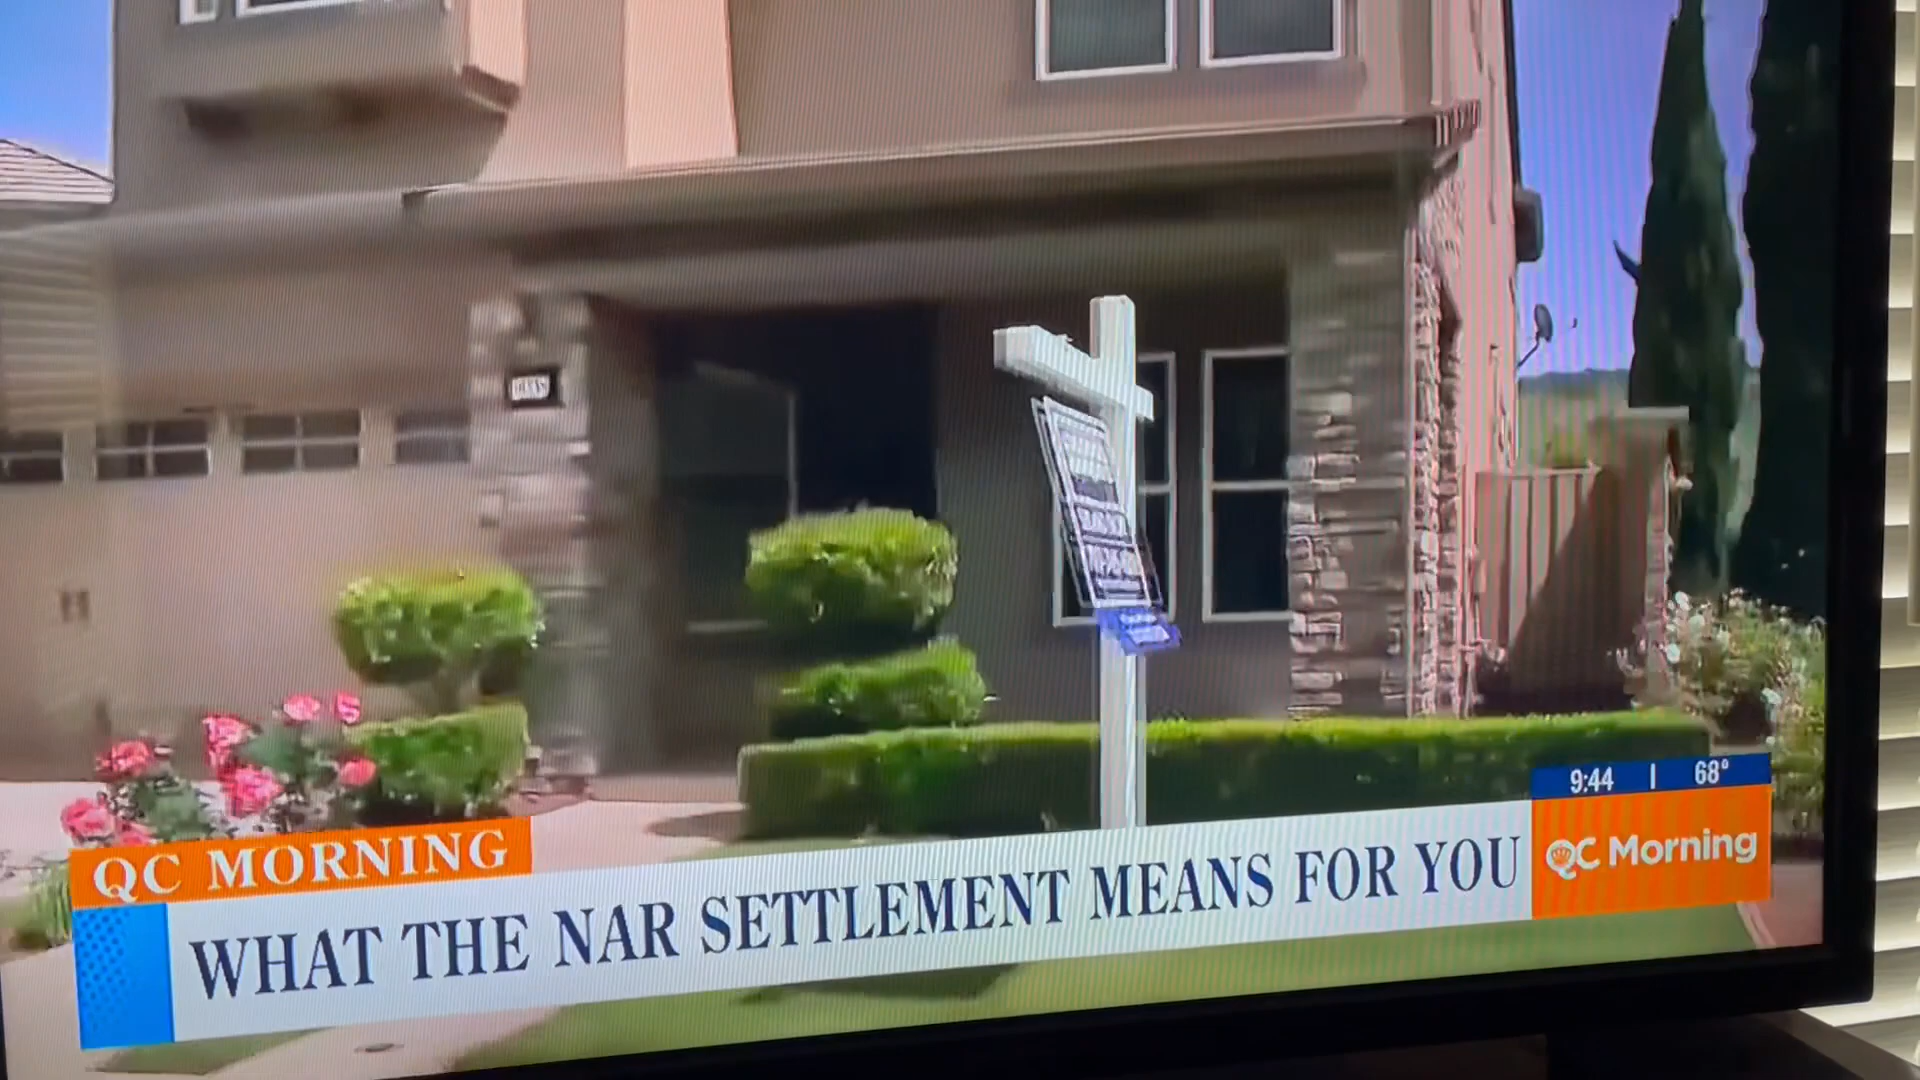 9:44 | 68°
QC MORNING
QC Morning
WHAT THE NAR SETTLEMENT MEANS FOR YOU